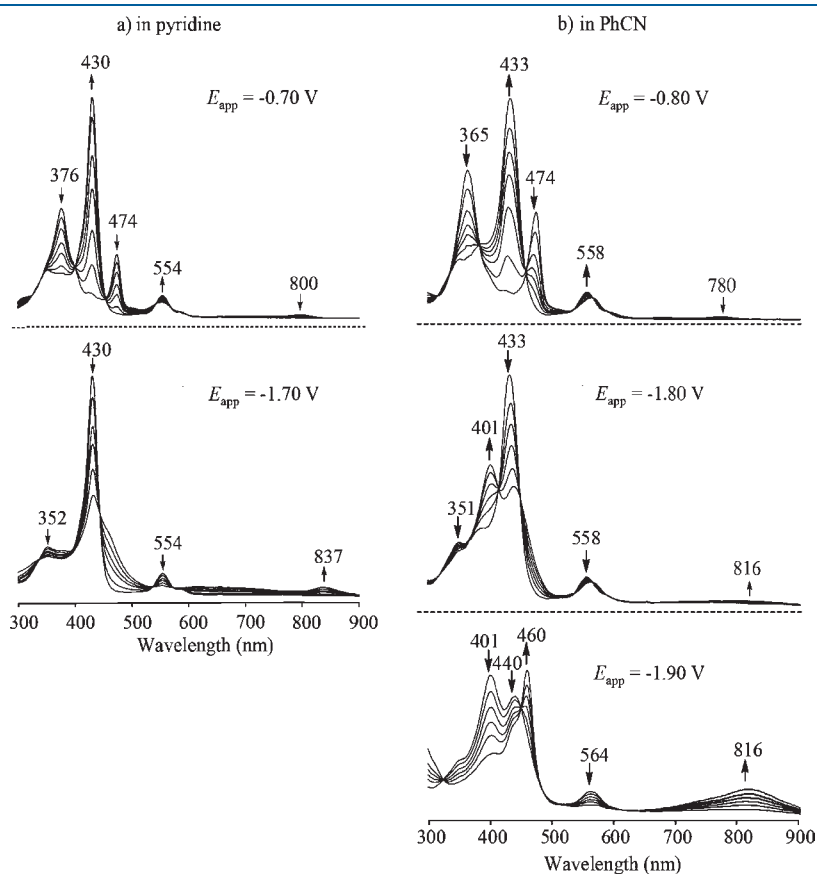 a) in pyridine
430
E_app = -0.70 V
376
474
554
800
430
E_app = -1.70 V
352
554
837
300 400 500 600 700 800 900
Wavelength (nm)
b) in PhCN
433
E_app = -0.80 V
365
474
558
780
433
E_app = -1.80 V
401
351
558
816
401 440 460
E_app = -1.90 V
564
816
300 400 500 600 700 800 900
Wavelength (nm)